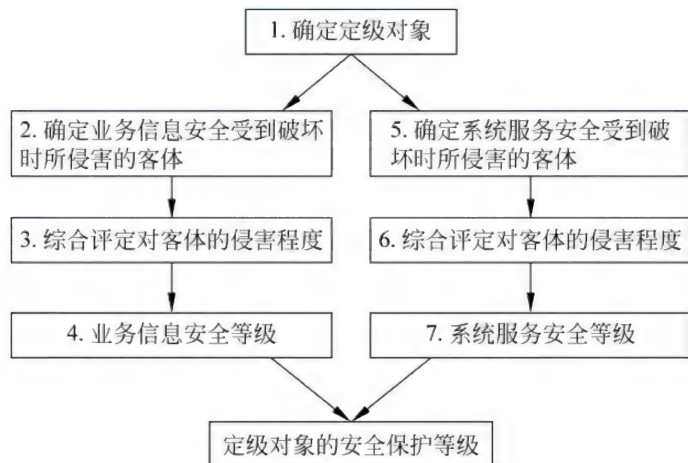 1. 确定定级对象
2. 确定业务信息安全受到破坏
时所侵害的客体
5. 确定系统服务安全受到破
坏时所侵害的客体
3. 综合评定对客体的侵害程度
6. 综合评定对客体的侵害程度
4. 业务信息安全等级
7. 系统服务安全等级
定级对象的安全保护等级